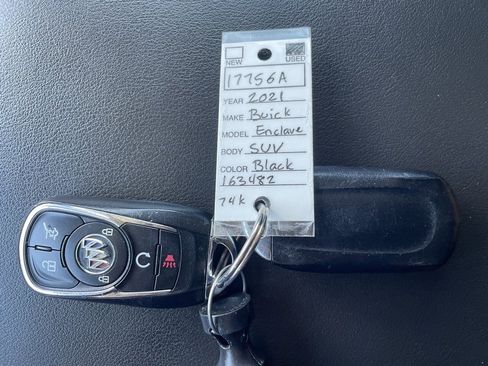 NEW USED
17756A
YEAR 2021
MAKE Buick
MODEL Enclave
BODY SUV
COLOR Black
163482
74K